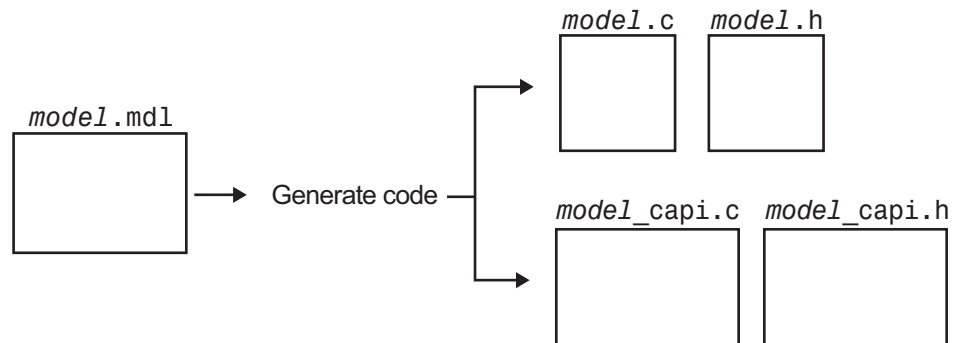 model.c model.h
model.mdl
Generate code
model_capi.c model_capi.h